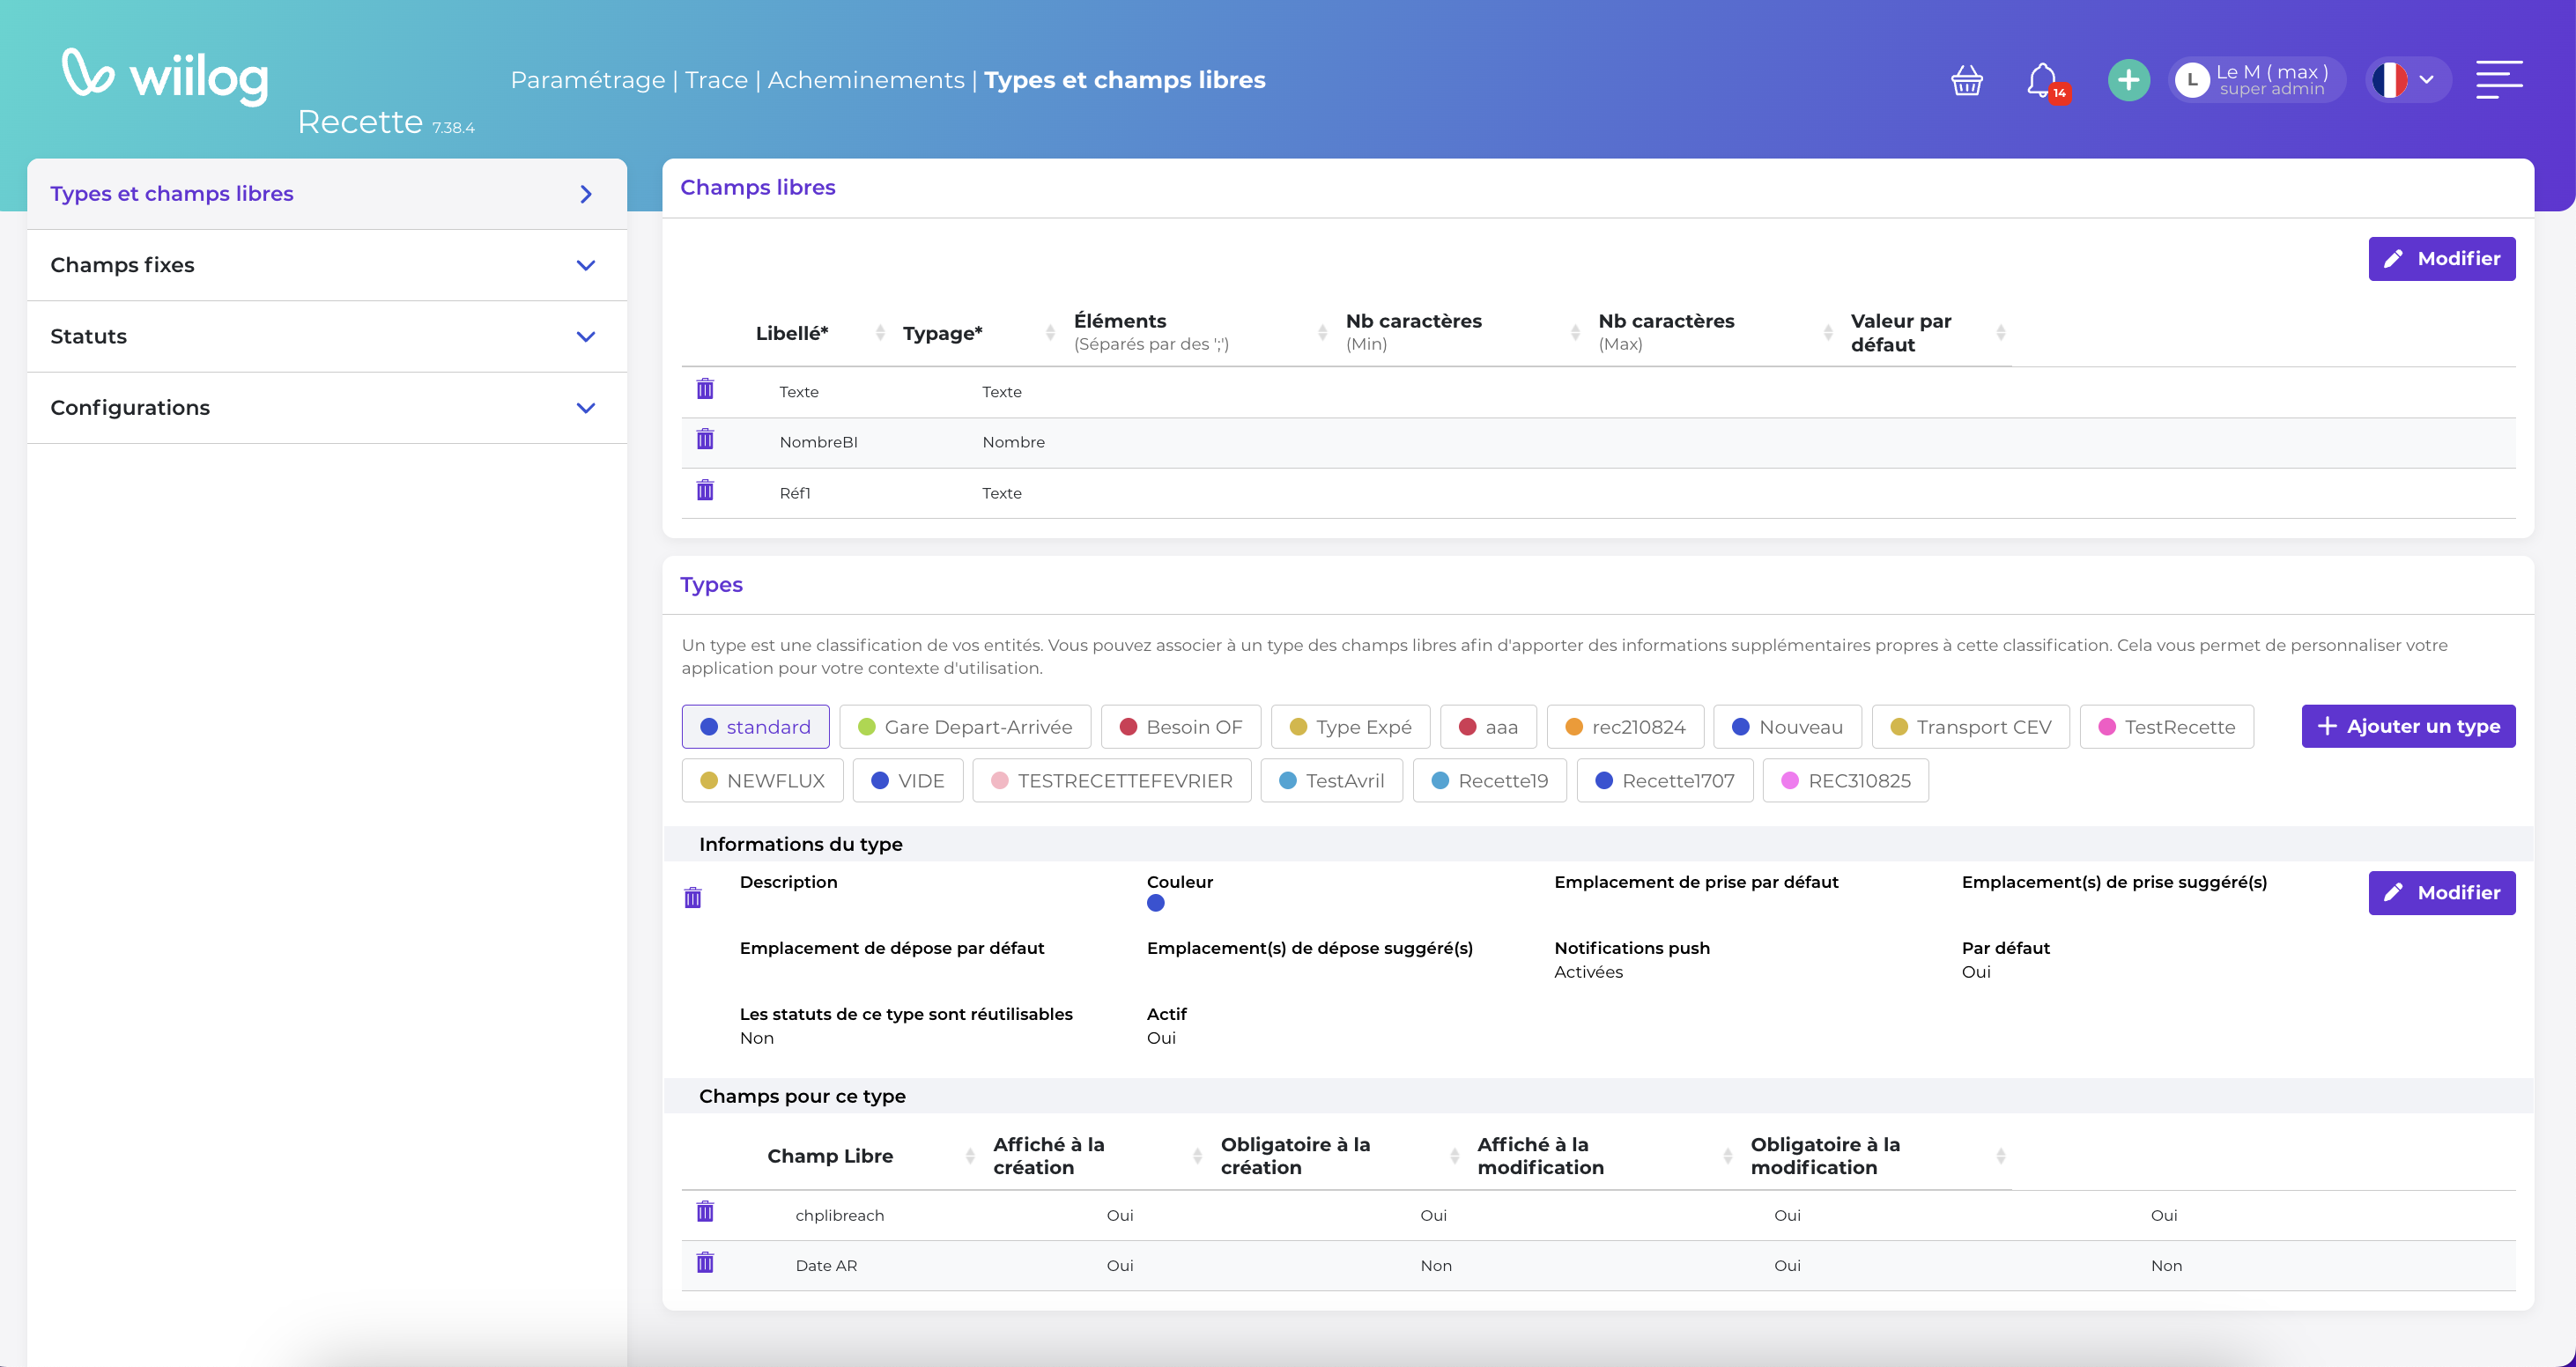 wiilog
Recette 7.38.4
Paramétrage | Trace | Acheminements | Types et champs libres
14
L
Le M ( max )
super admin
Types et champs libres
Champs fixes
Statuts
Configurations
Champs libres
Modifier
Libellé* Typage* Éléments (Séparés par des ';') Nb caractères (Min) Nb caractères (Max) Valeur par défaut
Texte Texte
NombreBI Nombre
Réf1 Texte
Types
Un type est une classification de vos entités. Vous pouvez associer à un type des champs libres afin d'apporter des informations supplémentaires propres à cette classification. Cela vous permet de personnaliser votre
application pour votre contexte d'utilisation.
standard Gare Depart-Arrivée Besoin OF Type Expé aaa rec210824 Nouveau Transport CEV TestRecette Ajouter un type
NEWFLUX VIDE TESTRECETTEFEVRIER TestAvril Recette19 Recette1707 REC310825
Informations du type
Description Couleur Emplacement de prise par défaut Emplacement(s) de prise suggéré(s) Modifier
Emplacement de dépose par défaut Emplacement(s) de dépose suggéré(s) Notifications push Par défaut
Activées Oui
Les statuts de ce type sont réutilisables Actif
Non Oui
Champs pour ce type
Champ Libre Affiché à la création Obligatoire à la création Affiché à la modification Obligatoire à la modification
chplibreach Oui Oui Oui Oui
Date AR Oui Non Oui Non